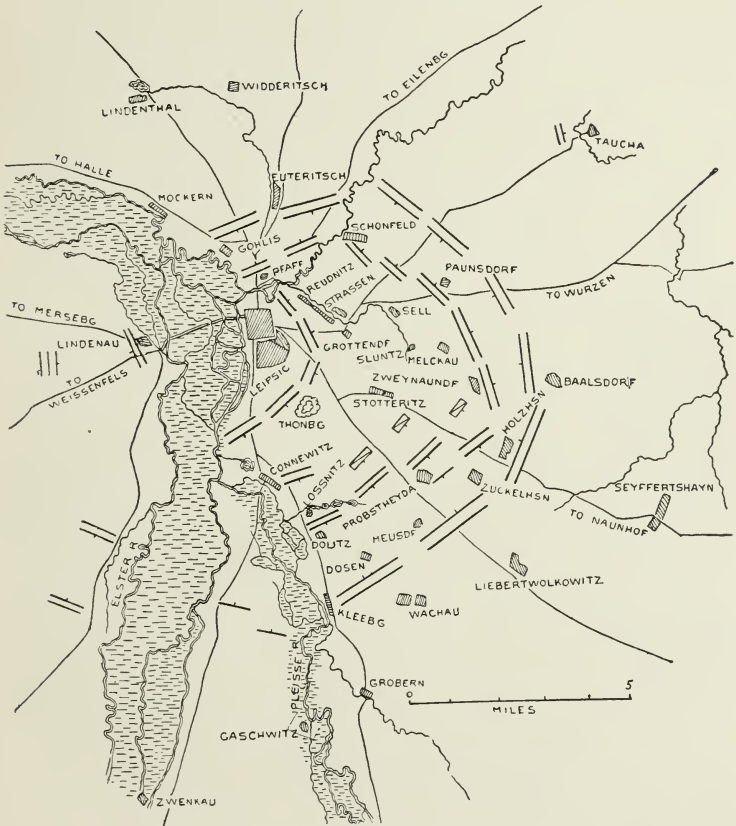 WIDDERITSCH
LINDENTHAL
TO EILENBG
TAUCHA
TO HALLE
EUTERITSCH
MOCKERN
SCHONFELD
GOHLIS
PFAFF
REUDNITZ
STRASSEN
PAUNSDORF
TO WURZEN
TO MERSEBG
LINDENAU
SELL
GROTTENDF
SLUNTZ
MELCKAU
TO WEISSENFELS
LEIPSIC
ZWEYNAUNDF
BAALSDORF
STOTTERITZ
THONBG
HOLZHSN
CONNEWITZ
OSSNITZ
PROBSTHEYDA
ZUCKELHSN
SEYFFERTSHAYN
TO NAUNHOF
MEUSDF
DOLITZ
DOSEN
ELSTER R
LIEBERTWOLKOWITZ
KLEEBG
WACHAU
PLEISSE R
GROBERN
0 5
MILES
GASCHWITZ
ZWENKAU